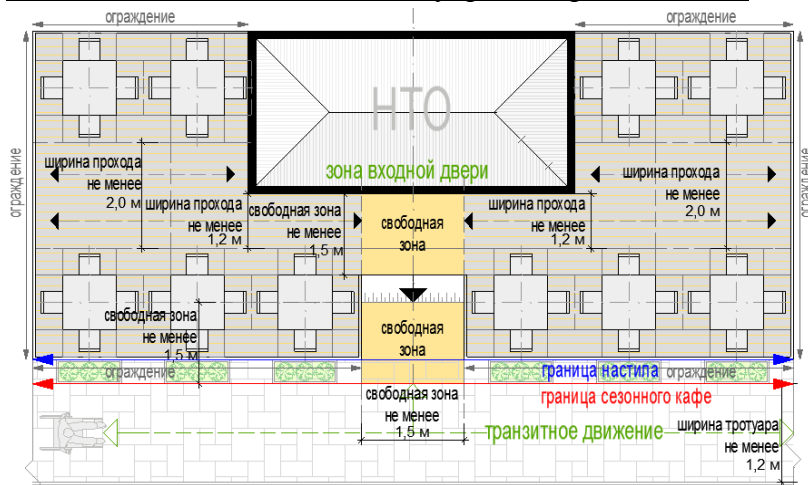 ограждение
ограждение
НТО
ограждение
ограждение
зона входной двери
ширина прохода
не менее
2,0 м
ширина прохода
не менее
1,2 м
свободная зона
не менее
1,5 м
свободная
зона
ширина прохода
не менее
1,2 м
ширина прохода
не менее
2,0 м
свободная зона
не менее
1,5 м
свободная
зона
ограждение
граница настила
ограждение
граница сезонного кафе
свободная зона
не менее
1,5 м
транзитное движение
ширина тротуара
не менее
1,2 м